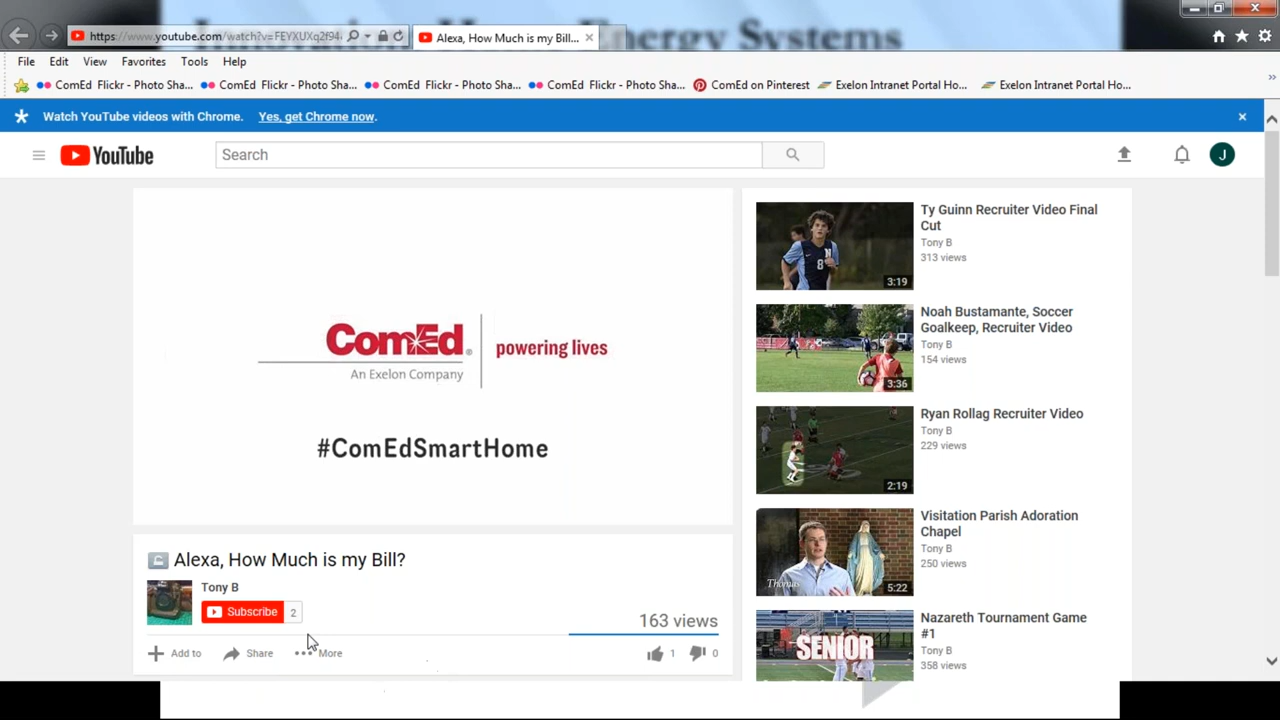 Energy Systems
https://www.youtube.com/watch?v=FEYXUXq2f94
Alexa, How Much is my Bill...
File Edit View Favorites Tools Help
ComEd Flickr - Photo Sha...
ComEd Flickr - Photo Sha...
ComEd Flickr - Photo Sha...
ComEd Flickr - Photo Sha...
ComEd on Pinterest
Exelon Intranet Portal Ho...
Exelon Intranet Portal Ho...
Watch YouTube videos with Chrome. Yes, get Chrome now.
YouTube
Search
J
ComEd
An Exelon Company
powering lives
#ComEdSmartHome
Alexa, How Much is my Bill?
Tony B
Subscribe 2
163 views
Add to Share More
1 0
Ty Guinn Recruiter Video Final
Cut
Tony B
313 views
8
3:19
Noah Bustamante, Soccer
Goalkeep, Recruiter Video
Tony B
154 views
3:36
Ryan Rollag Recruiter Video
Tony B
229 views
2:19
Visitation Parish Adoration
Chapel
Tony B
250 views
Thomas
5:22
Nazareth Tournament Game
#1
Tony B
358 views
SENIOR